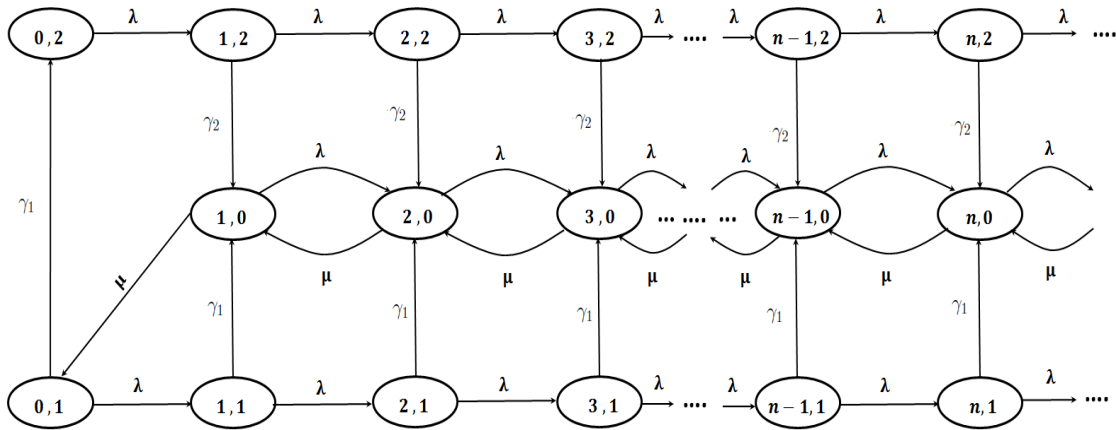 λ λ λ λ λ λ λ
0 , 2 1 , 2 2 , 2 3 , 2 .... n − 1, 2 n, 2 ....
γ₂ γ₂ γ₂ γ₂ γ₂
λ λ λ λ λ λ
γ₁ 1 , 0 2 , 0 3 , 0 ... .... ... n − 1, 0 n, 0
μ μ μ μ μ μ μ
γ₁ γ₁ γ₁ γ₁ γ₁
λ λ λ λ λ λ λ
0 , 1 1 , 1 2 , 1 3 , 1 .... n − 1, 1 n, 1 ....